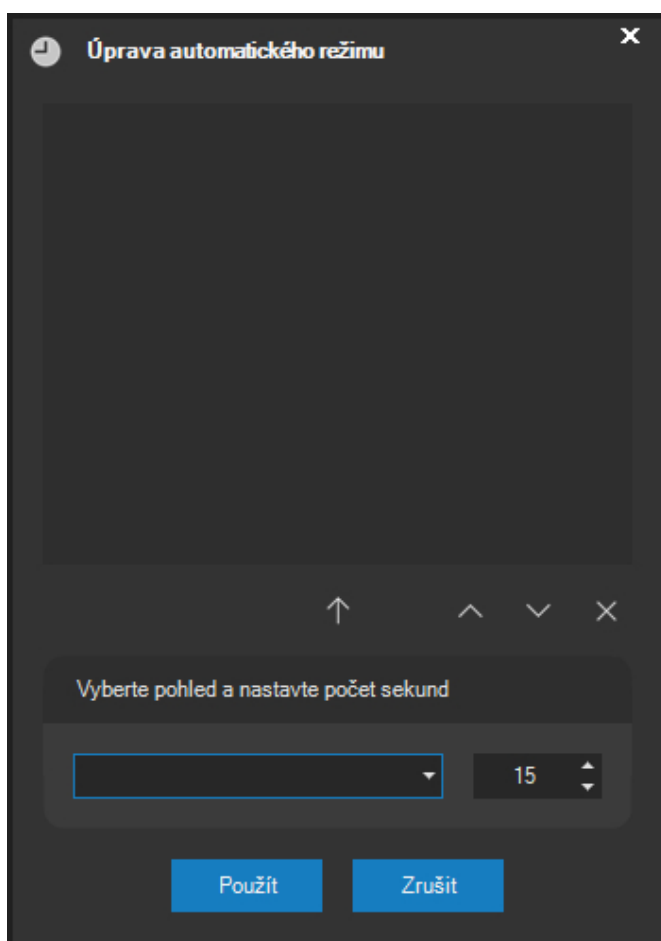 Úprava automatického režimu
Vyberte pohled a nastavte počet sekund
15
Použít
Zrušit